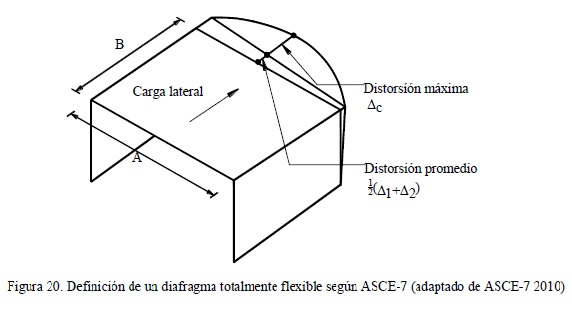 B
Carga lateral
A
Distorsión máxima
Δc
Distorsión promedio
½(Δ1+Δ2)
Figura 20. Definición de un diafragma totalmente flexible según ASCE-7 (adaptado de ASCE-7 2010)